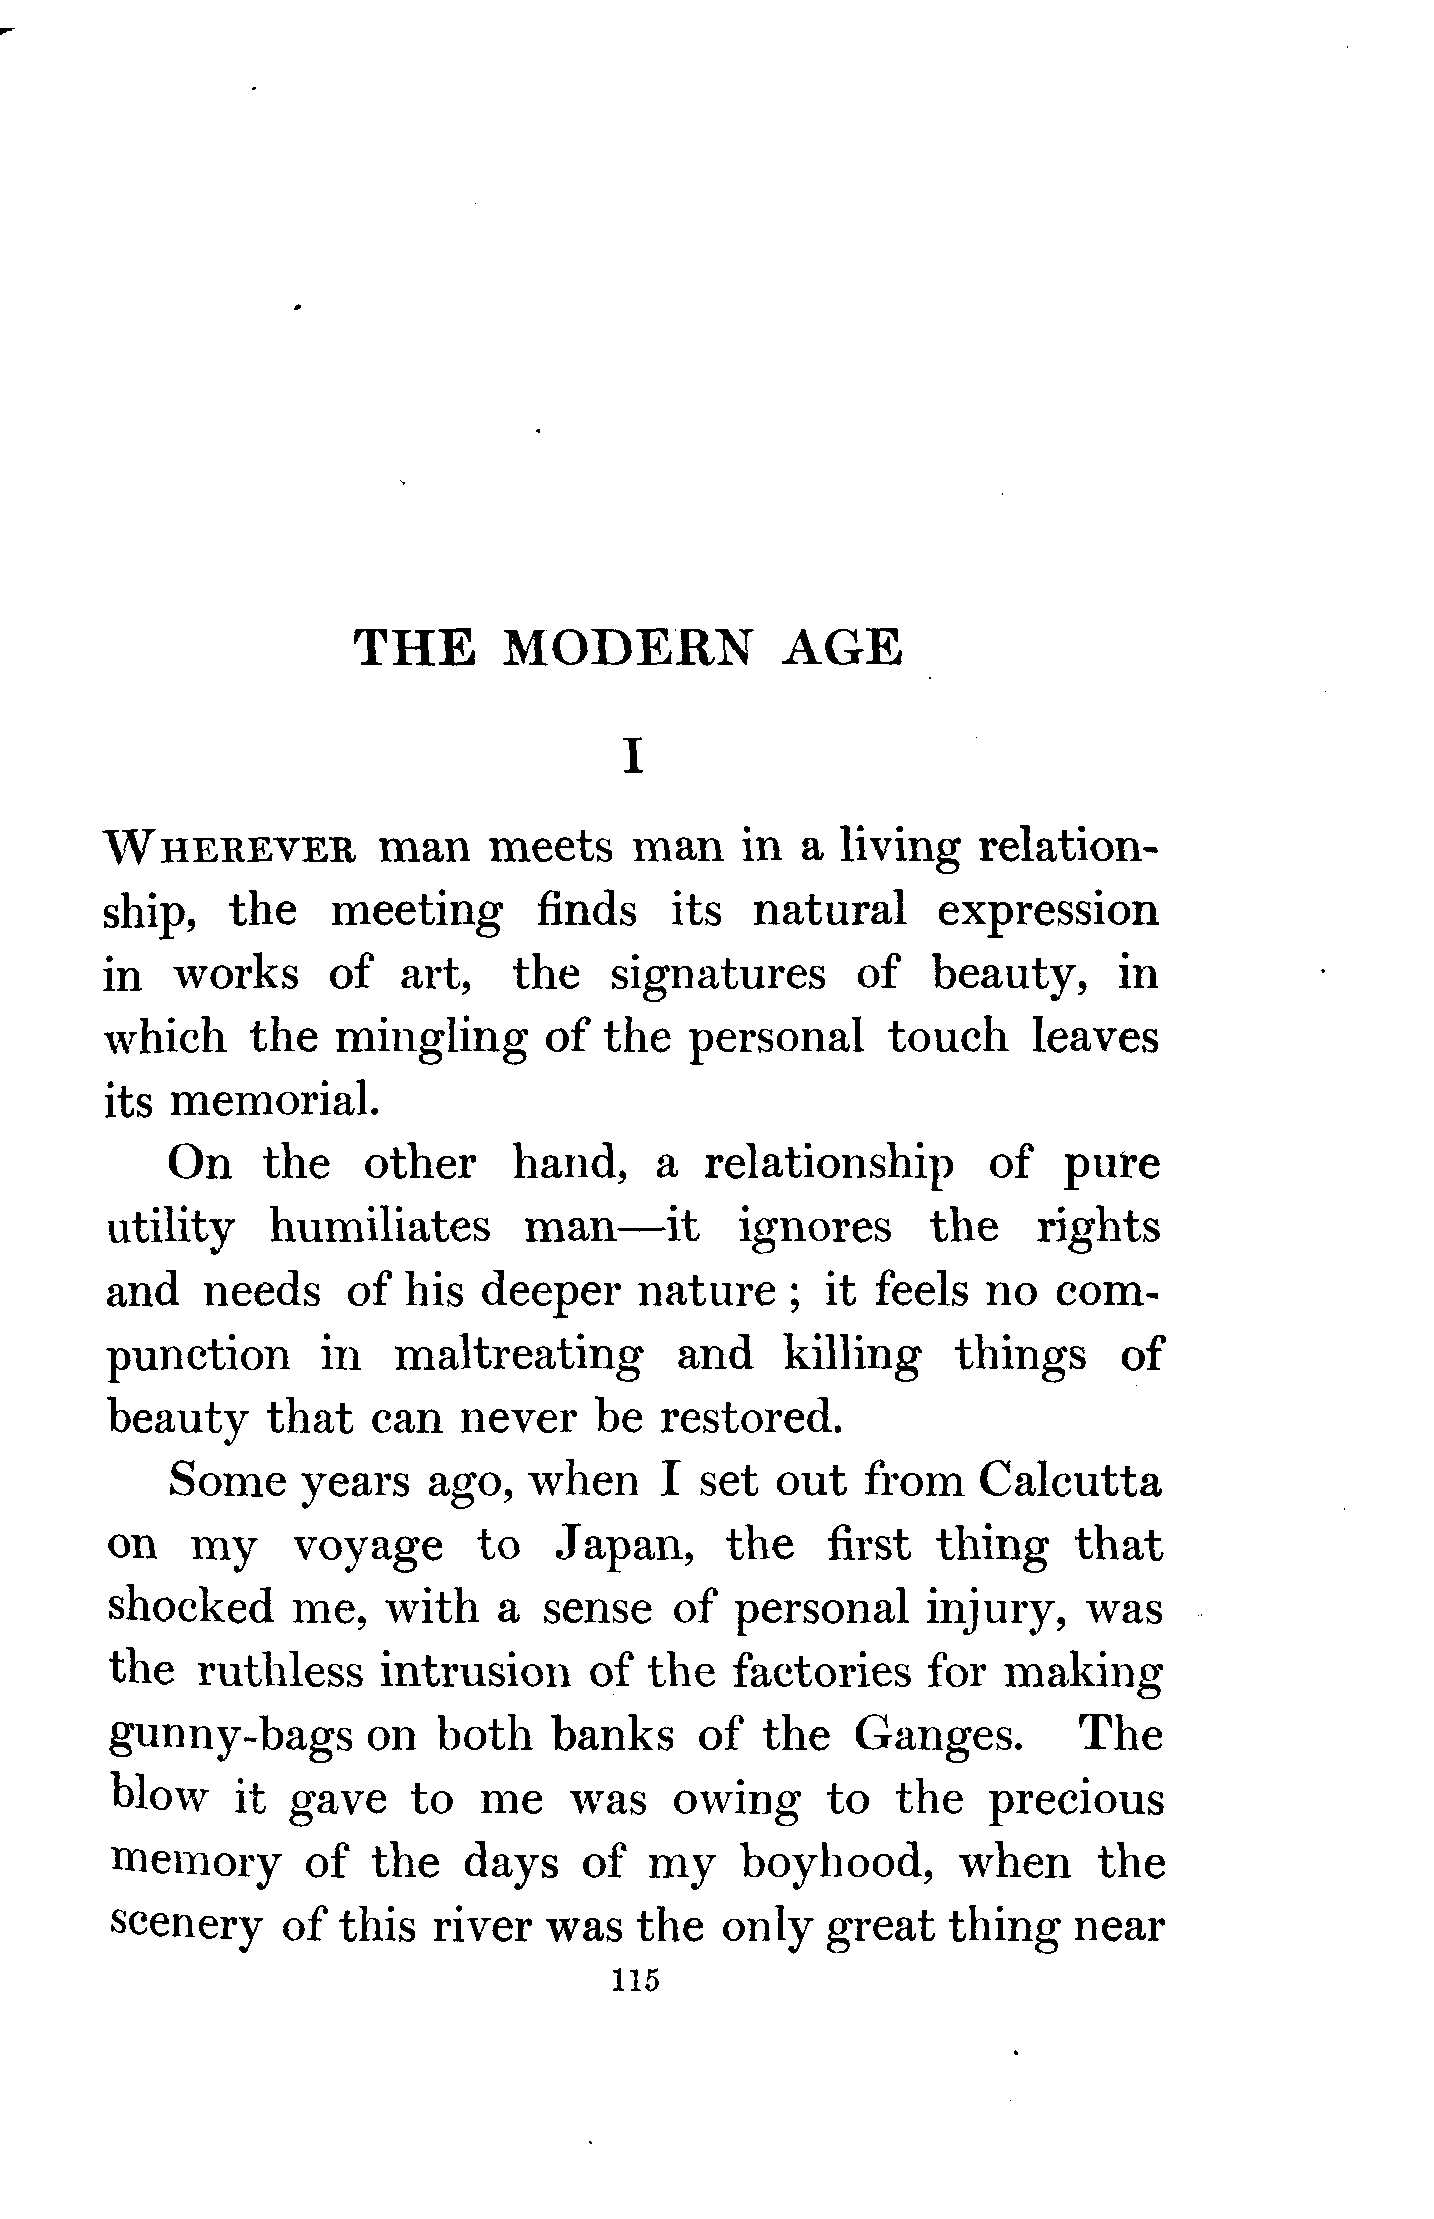 THE MODERN AGE
I
WHEREVER man meets man in a living relation-
ship, the meeting finds its natural expression
in works of art, the signatures of beauty, in
which the mingling of the personal touch leaves
its memorial.
On the other hand, a relationship of pure
utility humiliates man—it ignores the rights
and needs of his deeper nature ; it feels no com-
punction in maltreating and killing things of
beauty that can never be restored.
Some years ago, when I set out from Calcutta
on my voyage to Japan, the first thing that
shocked me, with a sense of personal injury, was
the ruthless intrusion of the factories for making
gunny-bags on both banks of the Ganges. The
blow it gave to me was owing to the precious
memory of the days of my boyhood, when the
scenery of this river was the only great thing near
115